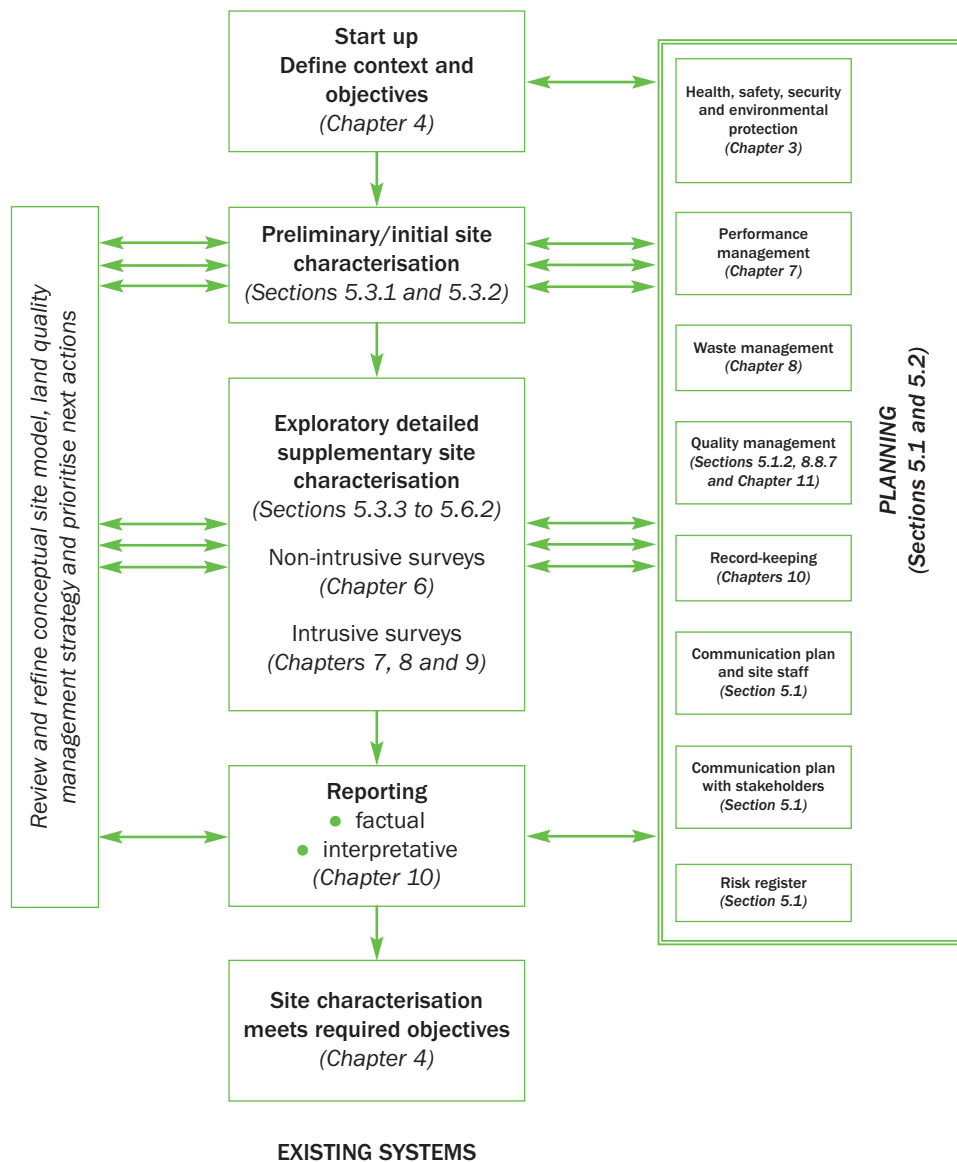 Start up
Define context and
objectives
(Chapter 4)
Preliminary/initial site
characterisation
(Sections 5.3.1 and 5.3.2)
Exploratory detailed
supplementary site
characterisation
(Sections 5.3.3 to 5.6.2)
Non-intrusive surveys
(Chapter 6)
Intrusive surveys
(Chapters 7, 8 and 9)
Reporting
● factual
● interpretative
(Chapter 10)
Site characterisation
meets required objectives
(Chapter 4)
Review and refine conceptual site model, land quality
management strategy and prioritise next actions
Health, safety, security
and environmental
protection
(Chapter 3)
Performance
management
(Chapter 7)
Waste management
(Chapter 8)
Quality management
(Sections 5.1.2, 8.8.7
and Chapter 11)
Record-keeping
(Chapters 10)
Communication plan
and site staff
(Section 5.1)
Communication plan
with stakeholders
(Section 5.1)
Risk register
(Section 5.1)
PLANNING
(Sections 5.1 and 5.2)
EXISTING SYSTEMS